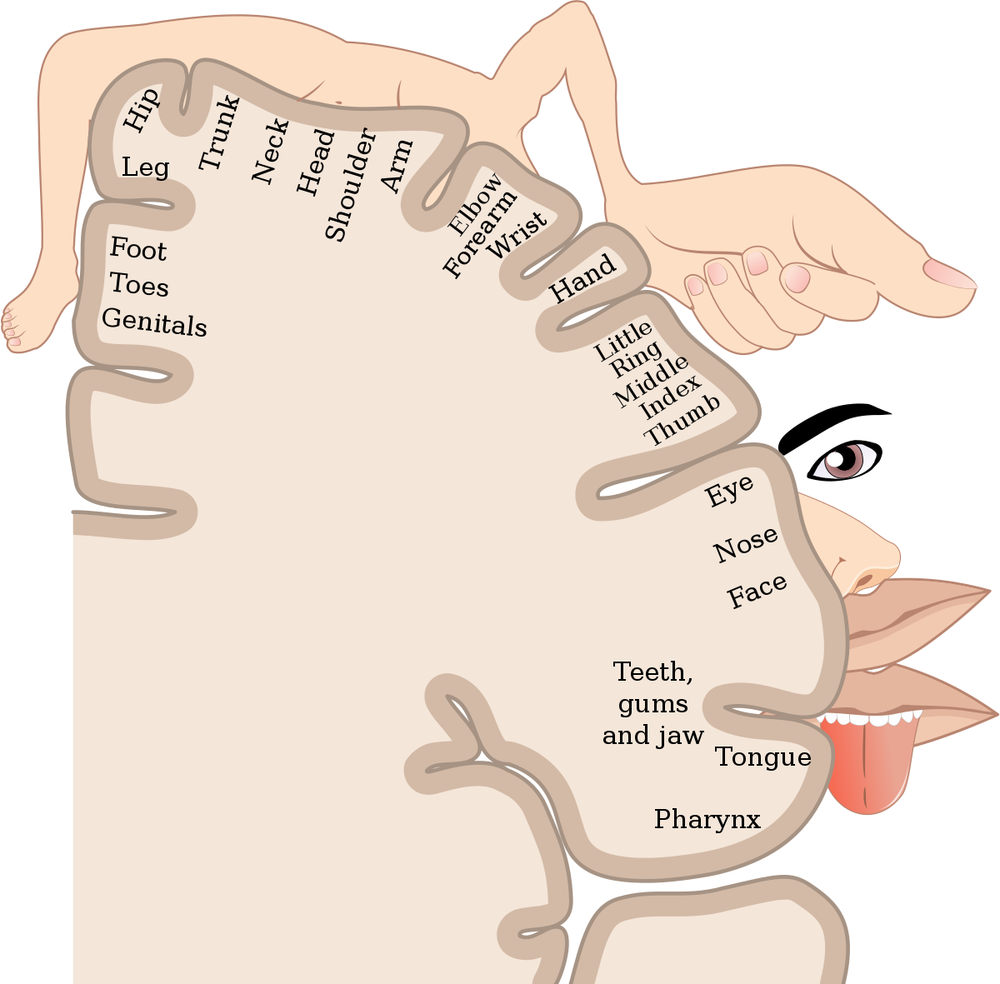 Hip
Leg
Foot
Toes
Genitals
Trunk
Neck
Head
Shoulder
Arm
Elbow
Forearm
Wrist
Hand
Little
Ring
Middle
Index
Thumb
Eye
Nose
Face
Teeth,
gums
and jaw
Tongue
Pharynx